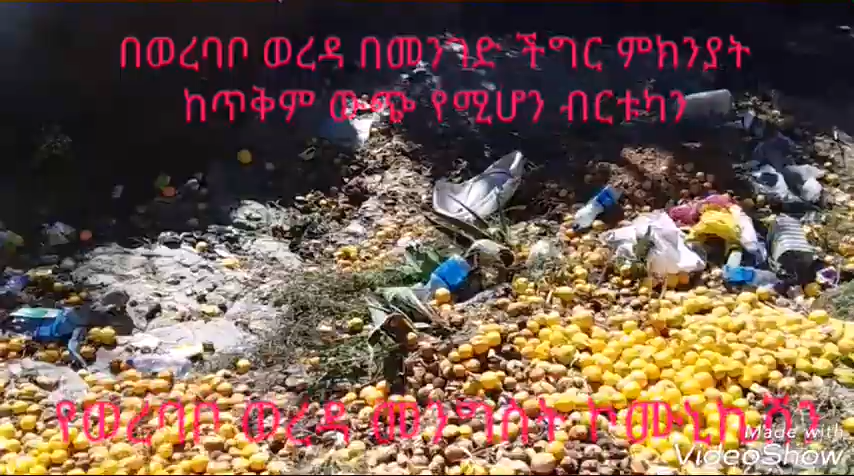 በወረባቦ ወረዳ በመንገድ ችግር ምክንያት
ከጥቅም ውጭ የሚሆን ብርቱካን
የወረባቦ ወረዳ መንግስት ኮሙኒኬሽን
Made with
VideoShow